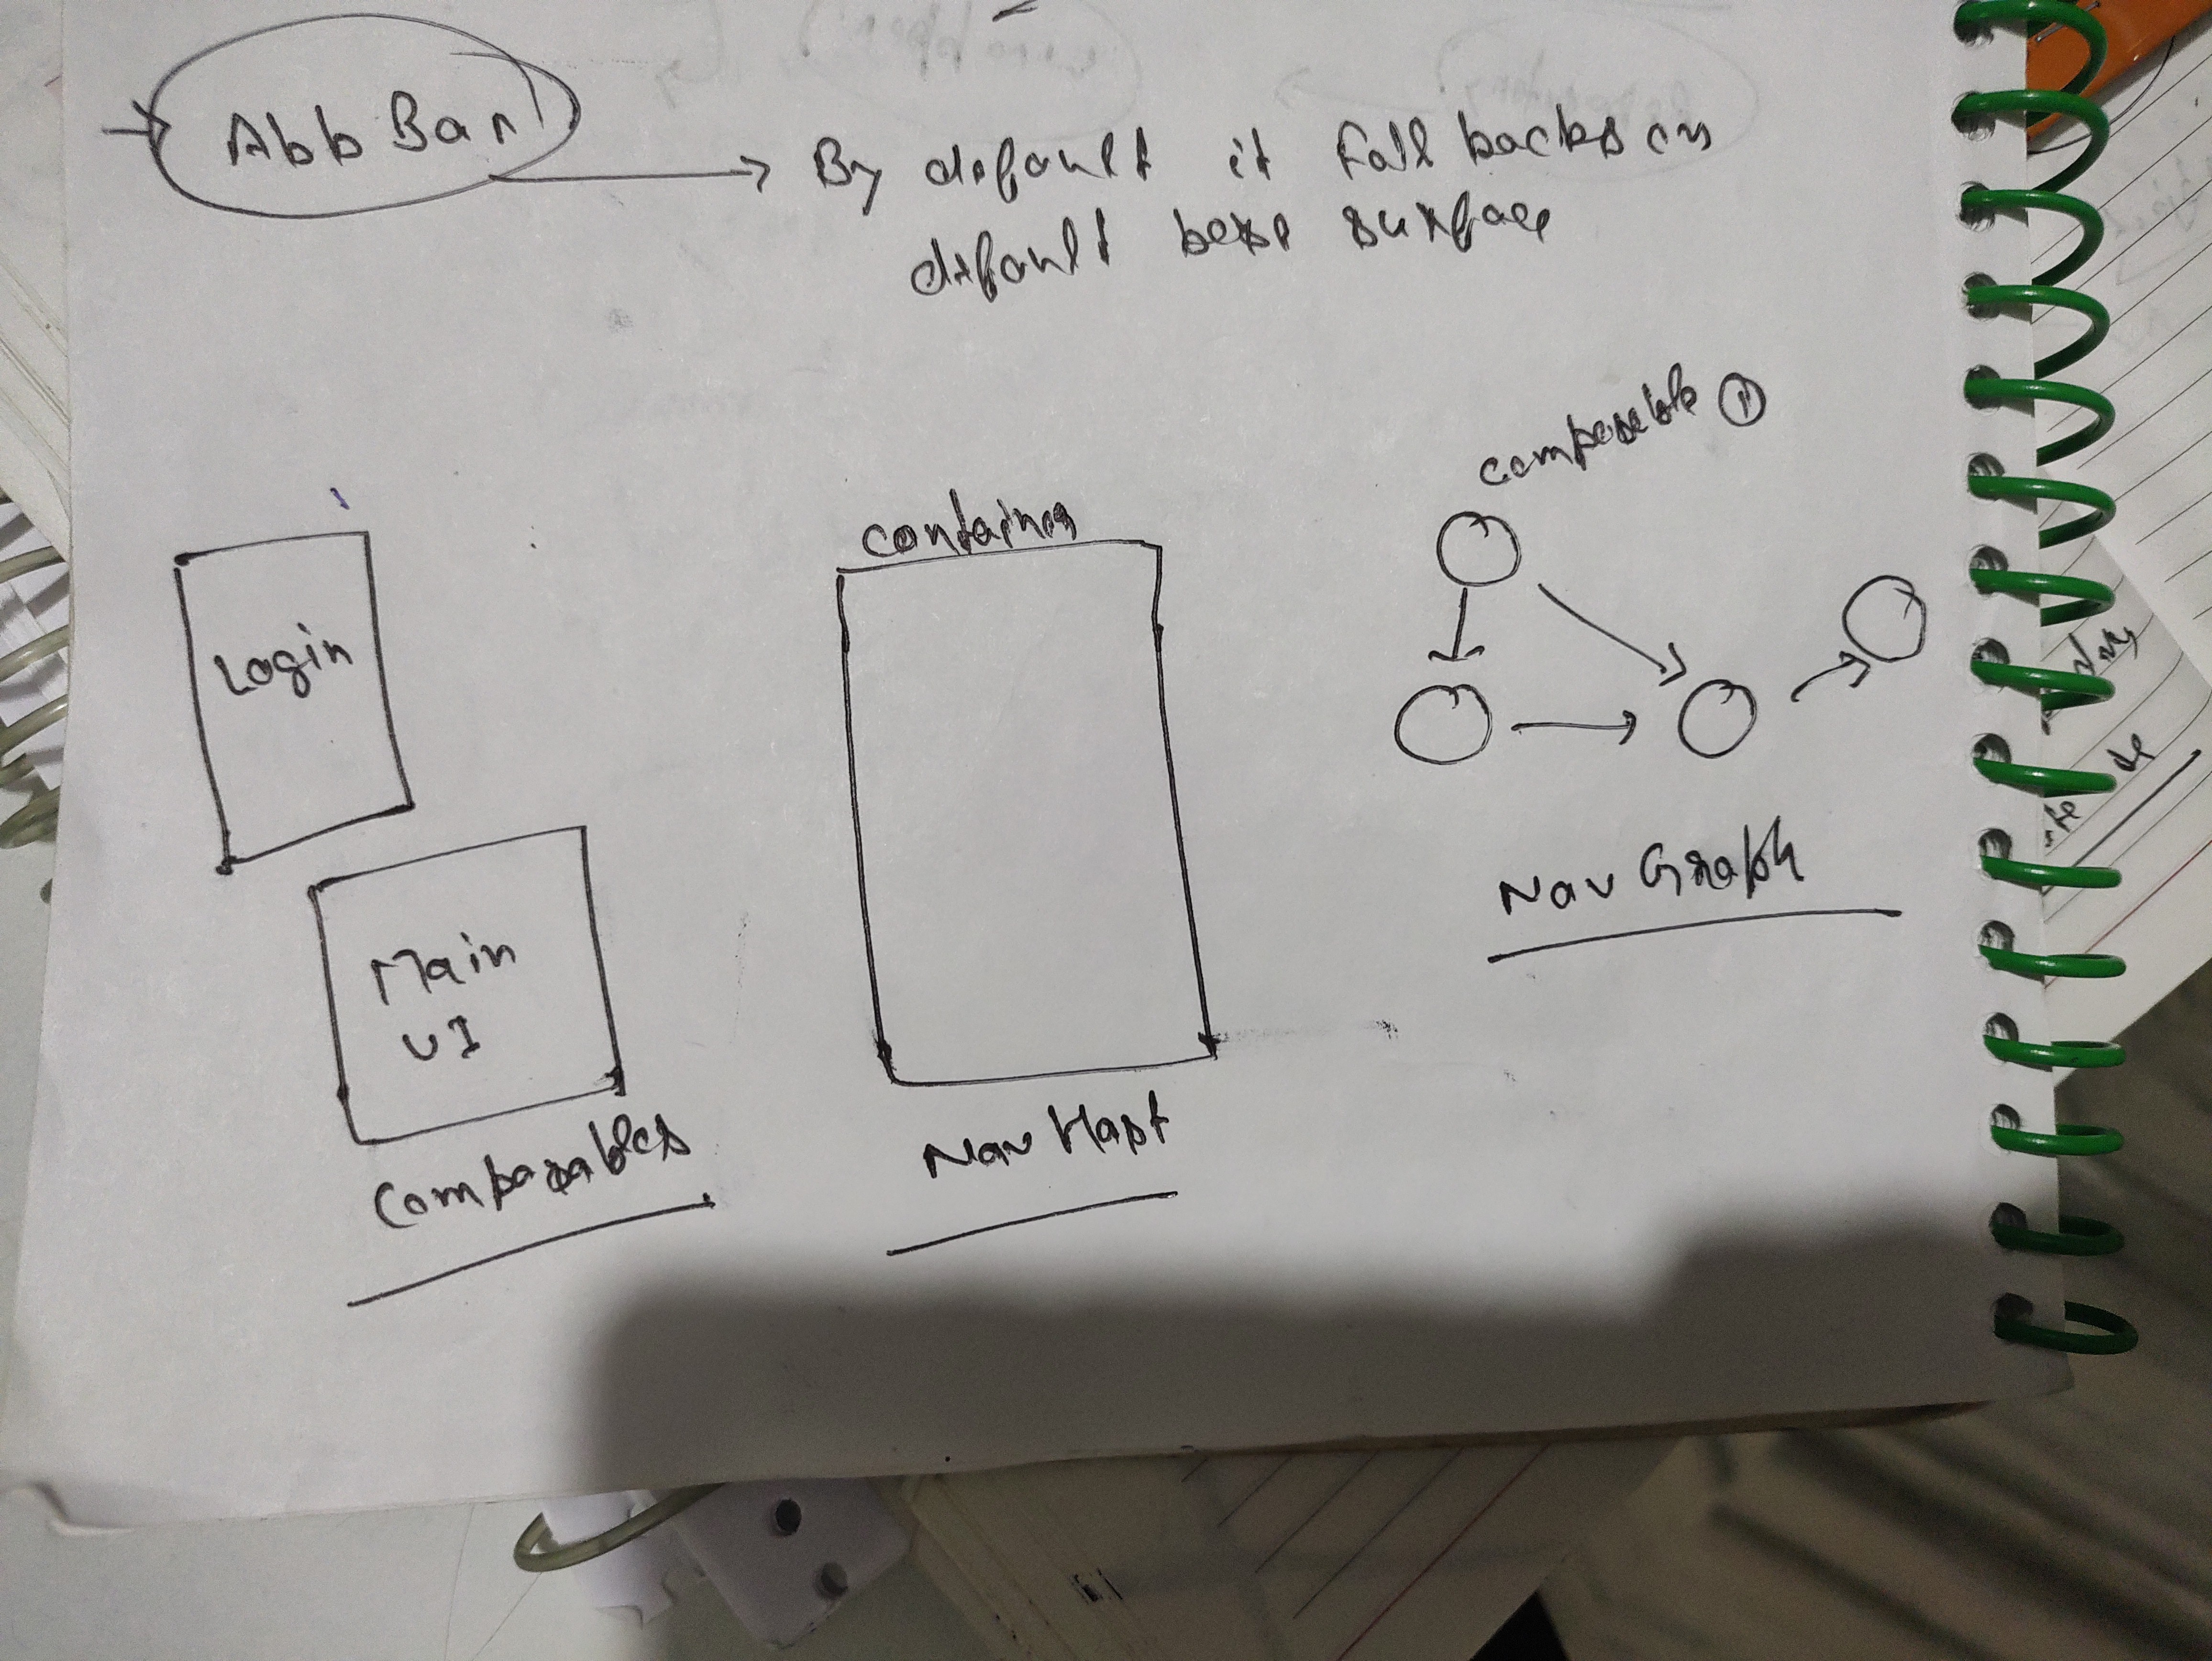 App Bar
By default it Fall backs on
default base surface
composable 1
container
Login
Main
UI
Composables
Nav Host
Nav Graph